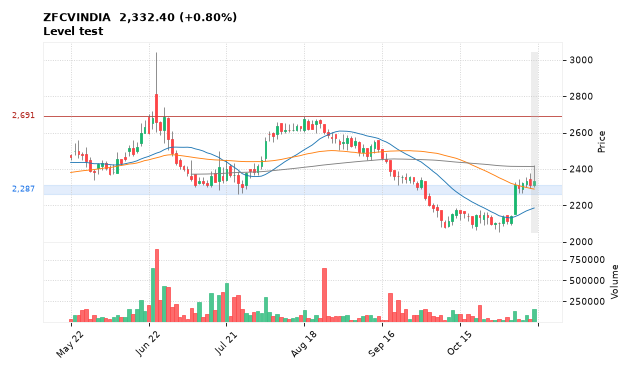 ZFCVINDIA 2,332.40 (+0.80%)
Level test
3000
2800
2,691
2600
Price
2400
2,287
2200
2000
750000
500000
250000
Volume
May 22
Jun 22
Jul 21
Aug 18
Sep 16
Oct 15